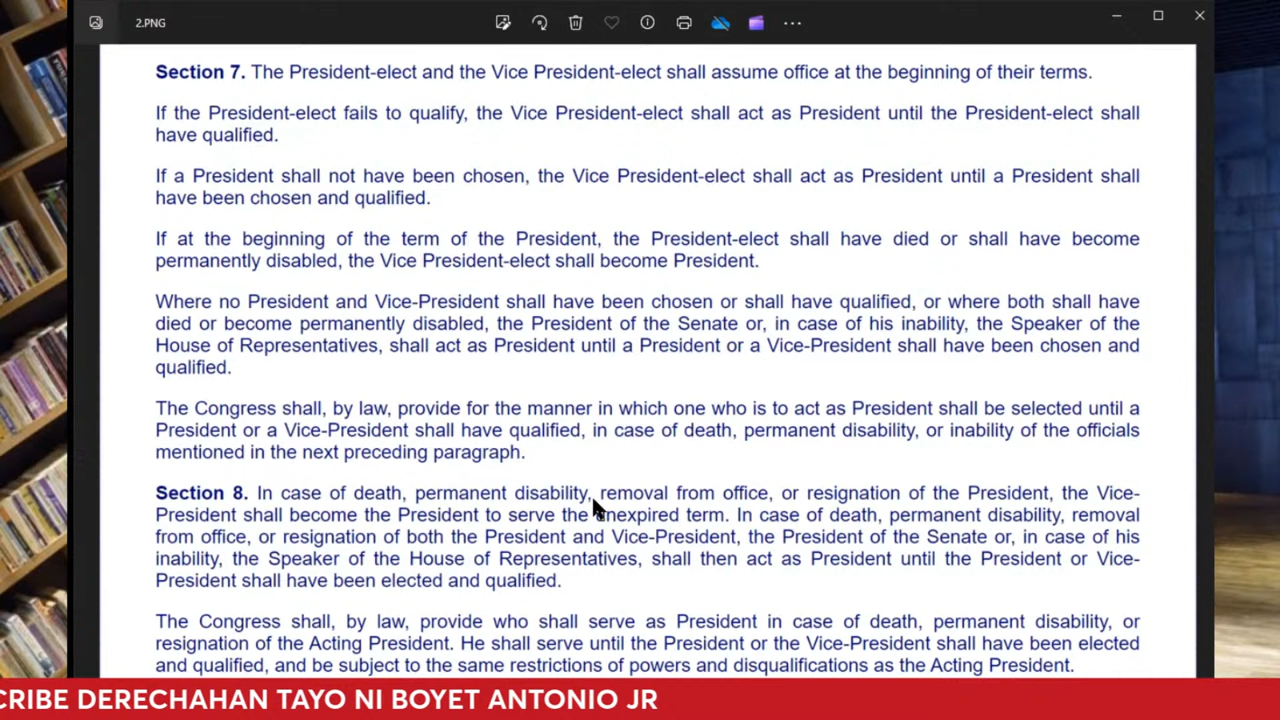 2.PNG
Section 7. The President-elect and the Vice President-elect shall assume office at the beginning of their terms.
If the President-elect fails to qualify, the Vice President-elect shall act as President until the President-elect shall
have qualified.
If a President shall not have been chosen, the Vice President-elect shall act as President until a President shall
have been chosen and qualified.
If at the beginning of the term of the President, the President-elect shall have died or shall have become
permanently disabled, the Vice President-elect shall become President.
Where no President and Vice-President shall have been chosen or shall have qualified, or where both shall have
died or become permanently disabled, the President of the Senate or, in case of his inability, the Speaker of the
House of Representatives, shall act as President until a President or a Vice-President shall have been chosen and
qualified.
The Congress shall, by law, provide for the manner in which one who is to act as President shall be selected until a
President or a Vice-President shall have qualified, in case of death, permanent disability, or inability of the officials
mentioned in the next preceding paragraph.
Section 8. In case of death, permanent disability, removal from office, or resignation of the President, the Vice-
President shall become the President to serve the unexpired term. In case of death, permanent disability, removal
from office, or resignation of both the President and Vice-President, the President of the Senate or, in case of his
inability, the Speaker of the House of Representatives, shall then act as President until the President or Vice-
President shall have been elected and qualified.
The Congress shall, by law, provide who shall serve as President in case of death, permanent disability, or
resignation of the Acting President. He shall serve until the President or the Vice-President shall have been elected
and qualified, and be subject to the same restrictions of powers and disqualifications as the Acting President.
CRIBE DERECHAHAN TAYO NI BOYET ANTONIO JR